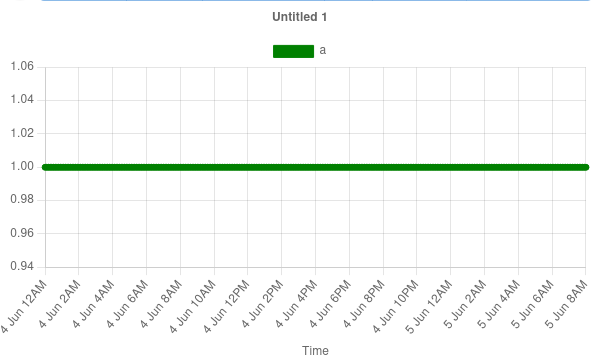 Untitled 1
a
1.06
1.04
1.02
1.00
0.98
0.96
0.94
4 Jun 12AM
4 Jun 2AM
4 Jun 4AM
4 Jun 6AM
4 Jun 8AM
4 Jun 10AM
4 Jun 12PM
4 Jun 2PM
4 Jun 4PM
4 Jun 6PM
4 Jun 8PM
4 Jun 10PM
5 Jun 12AM
5 Jun 2AM
5 Jun 4AM
5 Jun 6AM
5 Jun 8AM
Time